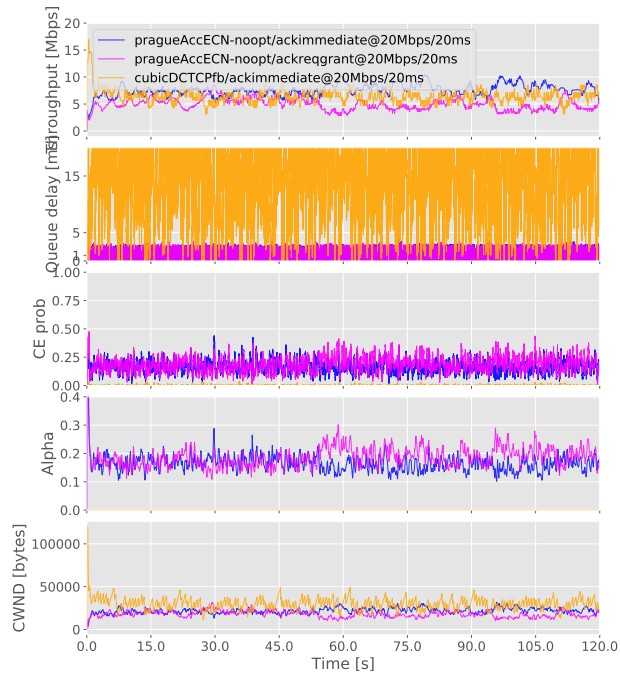 Throughput [Mbps]
20
15
10
5
0
pragueAccECN-noopt/ackimmediate@20Mbps/20ms
pragueAccECN-noopt/ackreqgrant@20Mbps/20ms
cubicDCTCPfb/ackimmediate@20Mbps/20ms
Queue delay [ms]
15
5
1
0
CE prob
1.00
0.75
0.50
0.25
0.00
Alpha
0.4
0.3
0.2
0.1
0.0
CWND [bytes]
100000
50000
0
0.0 15.0 30.0 45.0 60.0 75.0 90.0 105.0 120.0
Time [s]